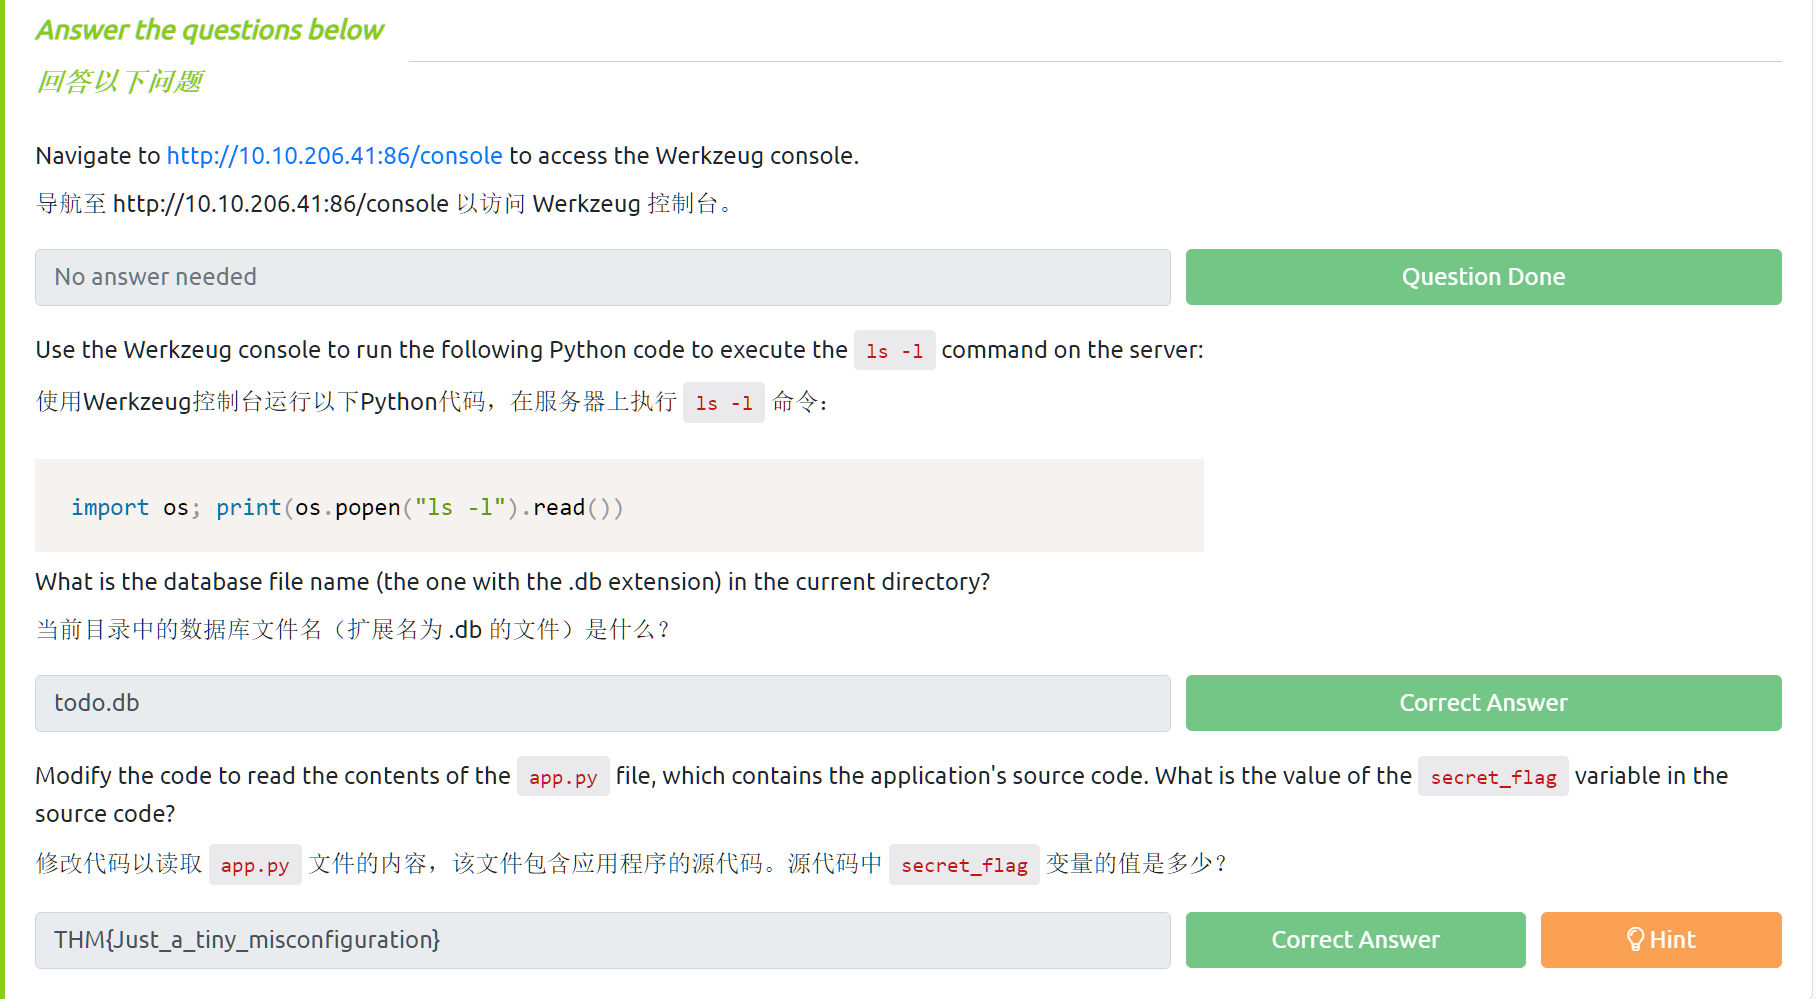 Answer the questions below
回答以下问题
Navigate to http://10.10.206.41:86/console to access the Werkzeug console.
导航至 http://10.10.206.41:86/console 以访问 Werkzeug 控制台。
No answer needed
Question Done
Use the Werkzeug console to run the following Python code to execute the ls -l command on the server:
使用Werkzeug控制台运行以下Python代码，在服务器上执行 ls -l 命令：
import os; print(os.popen("ls -l").read())
What is the database file name (the one with the .db extension) in the current directory?
当前目录中的数据库文件名（扩展名为 .db 的文件）是什么？
todo.db
Correct Answer
Modify the code to read the contents of the app.py file, which contains the application's source code. What is the value of the secret_flag variable in the
source code?
修改代码以读取 app.py 文件的内容，该文件包含应用程序的源代码。源代码中 secret_flag 变量的值是多少？
THM{Just_a_tiny_misconfiguration}
Correct Answer
Hint